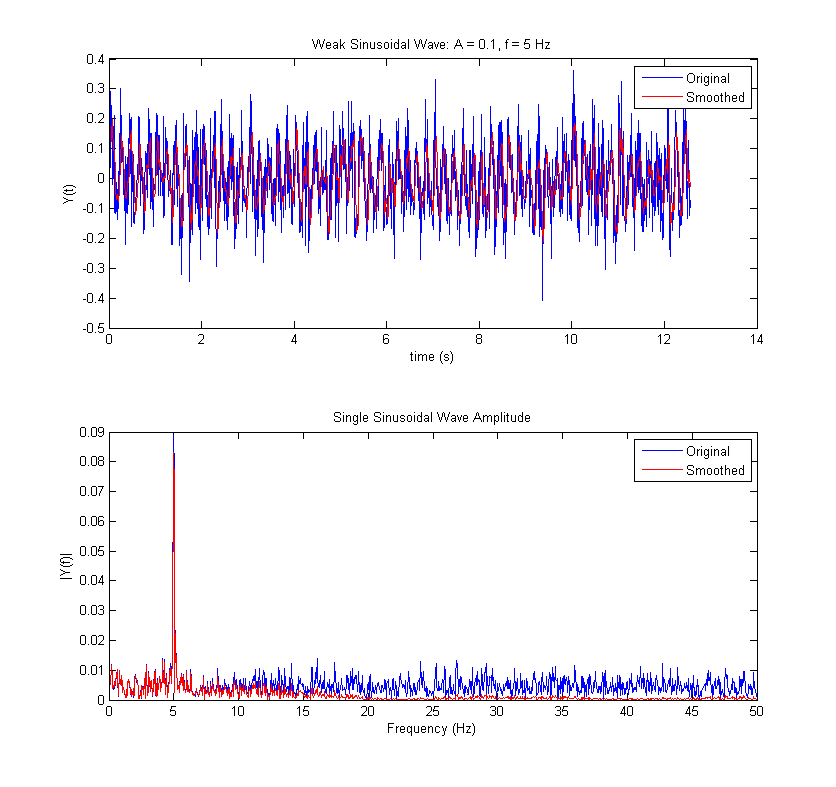 Weak Sinusoidal Wave: A = 0.1, f = 5 Hz
0.4
0.3
0.2
0.1
0
-0.1
-0.2
-0.3
-0.4
-0.5
Y(t)
Original
Smoothed
0 2 4 6 8 10 12 14
time (s)
Single Sinusoidal Wave Amplitude
0.09
0.08
0.07
0.06
0.05
0.04
0.03
0.02
0.01
0
|Y(f)|
Original
Smoothed
0 5 10 15 20 25 30 35 40 45 50
Frequency (Hz)